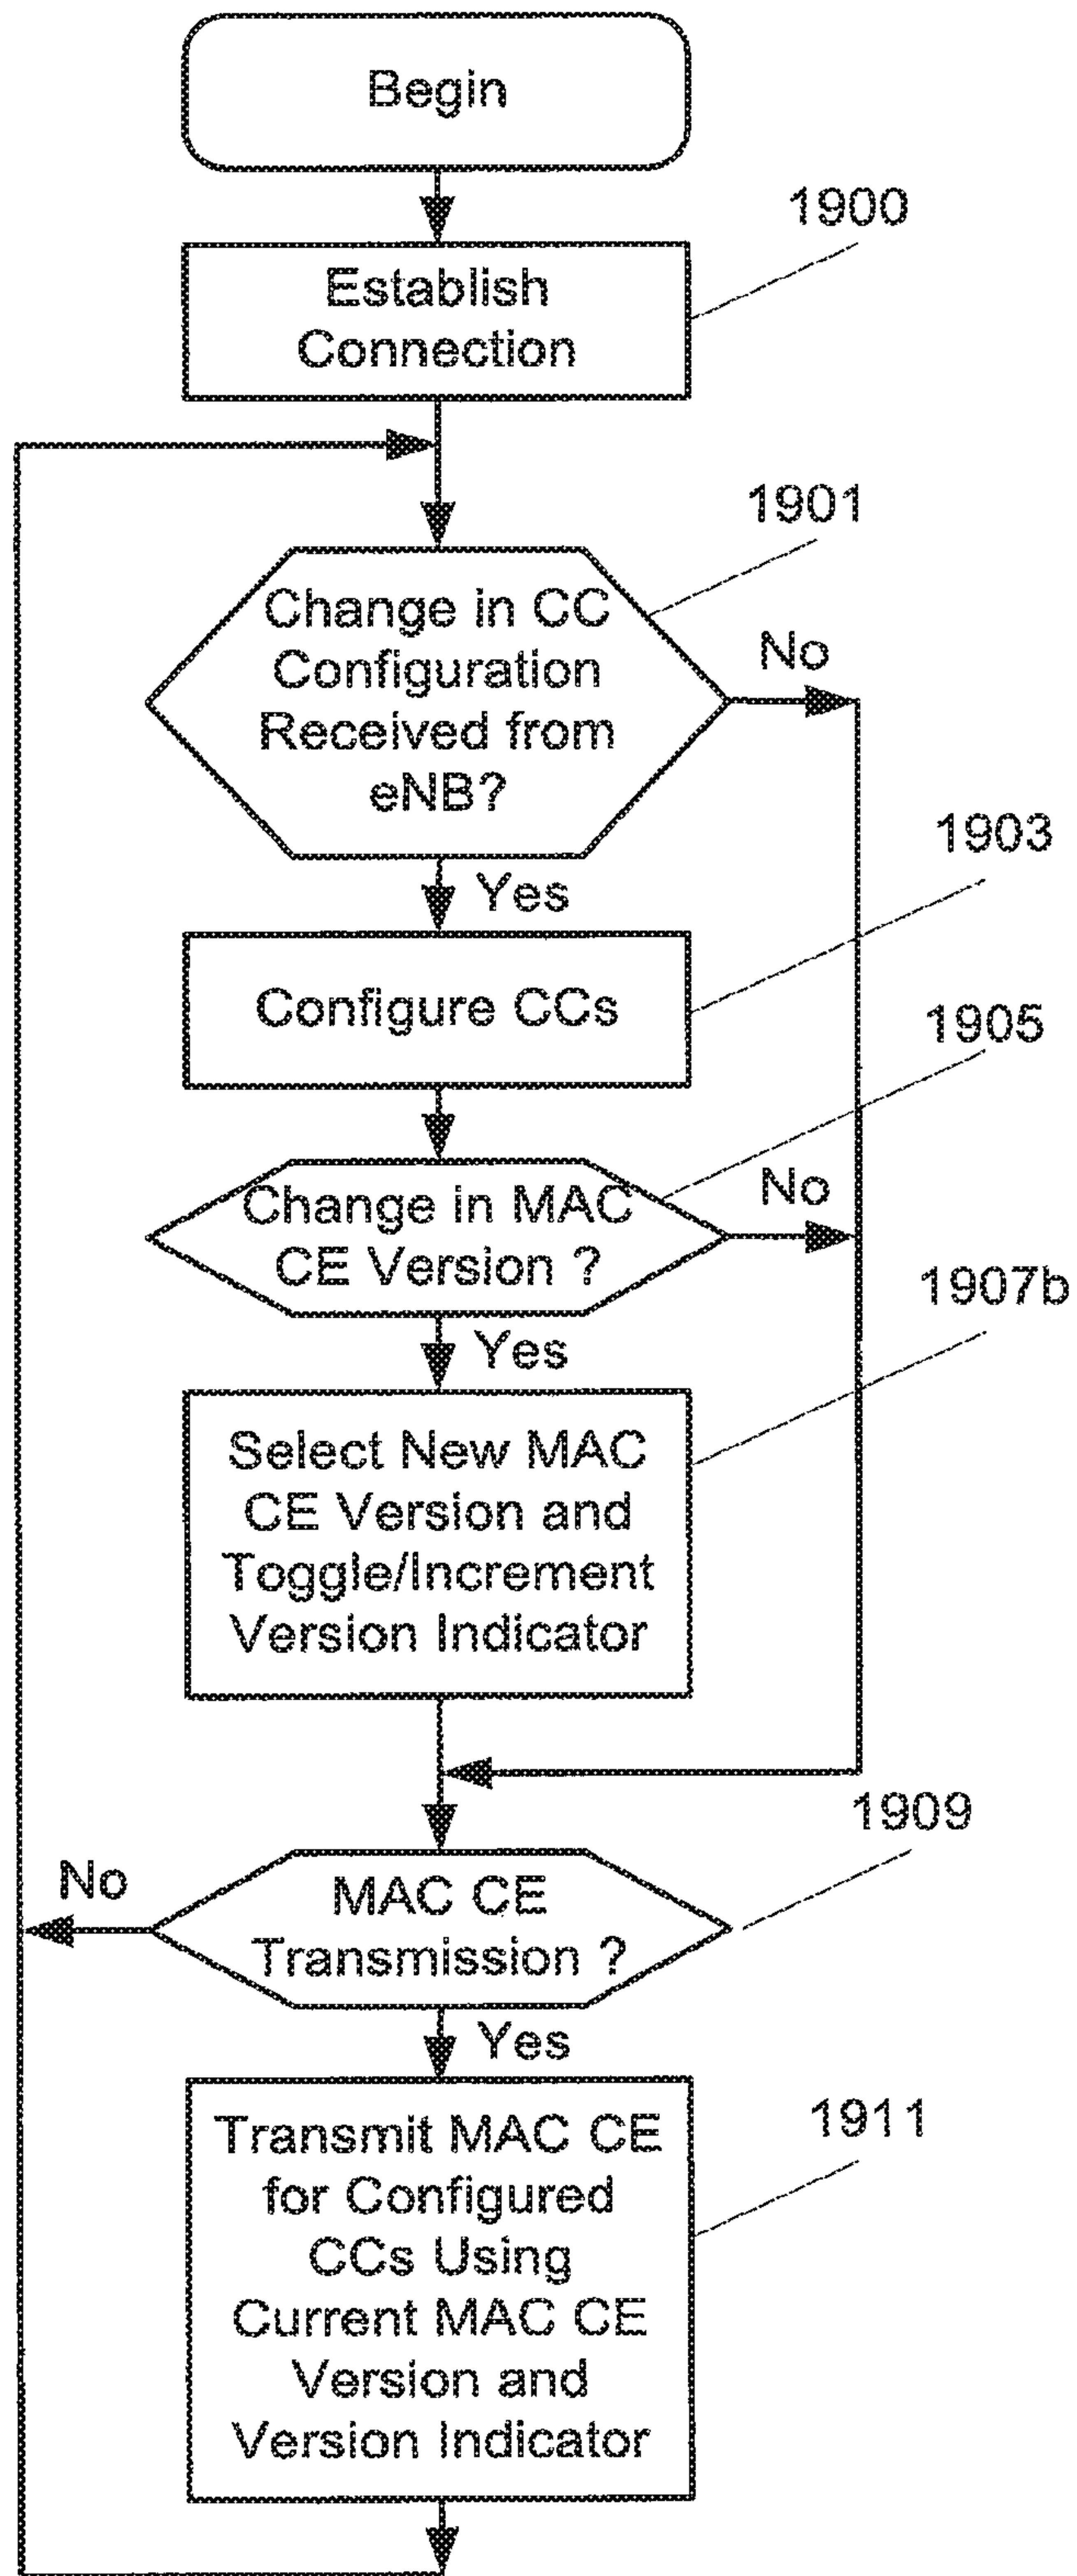 Begin
1900
Establish
Connection
1901
Change in CC
Configuration
Received from
eNB?
No
Yes
1903
Configure CCs
1905
Change in MAC
CE Version ?
No
Yes
1907b
Select New MAC
CE Version and
Toggle/Increment
Version Indicator
1909
No
MAC CE
Transmission ?
Yes
1911
Transmit MAC CE
for Configured
CCs Using
Current MAC CE
Version and
Version Indicator